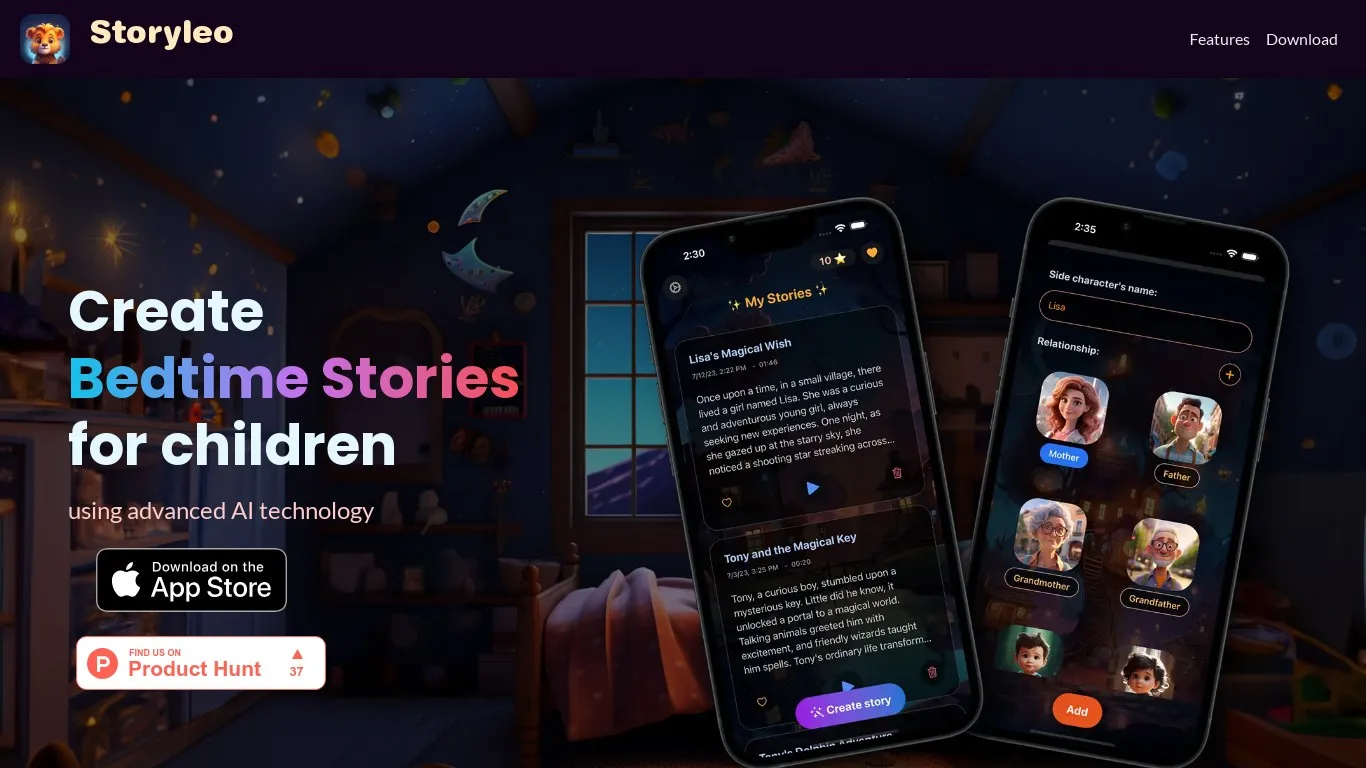 Storyleo
Features
Download
Create
Bedtime Stories
for children
using advanced AI technology
Download on the
App Store
P
FIND US ON
Product Hunt
37
2:30
10
My Stories
Lisa's Magical Wish
7/12/23, 2:22 PM - 01:46
Once upon a time, in a small village, there
lived a girl named Lisa. She was a curious
and adventurous young girl, always
seeking new experiences. One night, as
she gazed up at the starry sky, she
noticed a shooting star streaking across...
Tony and the Magical Key
7/3/23, 3:25 PM - 00:20
Tony, a curious boy, stumbled upon a
mysterious key. Little did he know, it
unlocked a portal to a magical world.
Talking animals greeted him with
excitement, and friendly wizards taught
him spells. Tony's ordinary life transform...
Create story
Tony's Dolphin Adventure
2:35
Side character's name:
Lisa
Relationship:
Mother
Father
Grandmother
Grandfather
Add